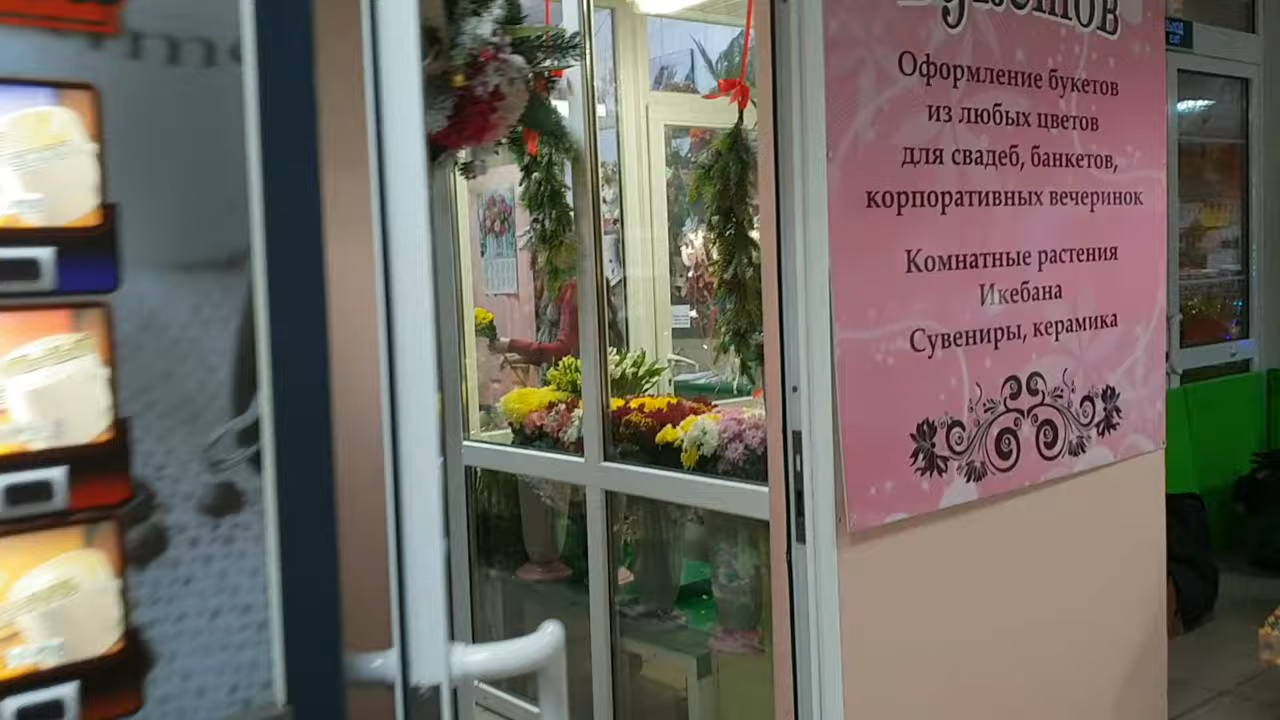 Букетов
Оформление букетов
из любых цветов
для свадеб, банкетов,
корпоративных вечеринок
Комнатные растения
Икебана
Сувениры, керамика